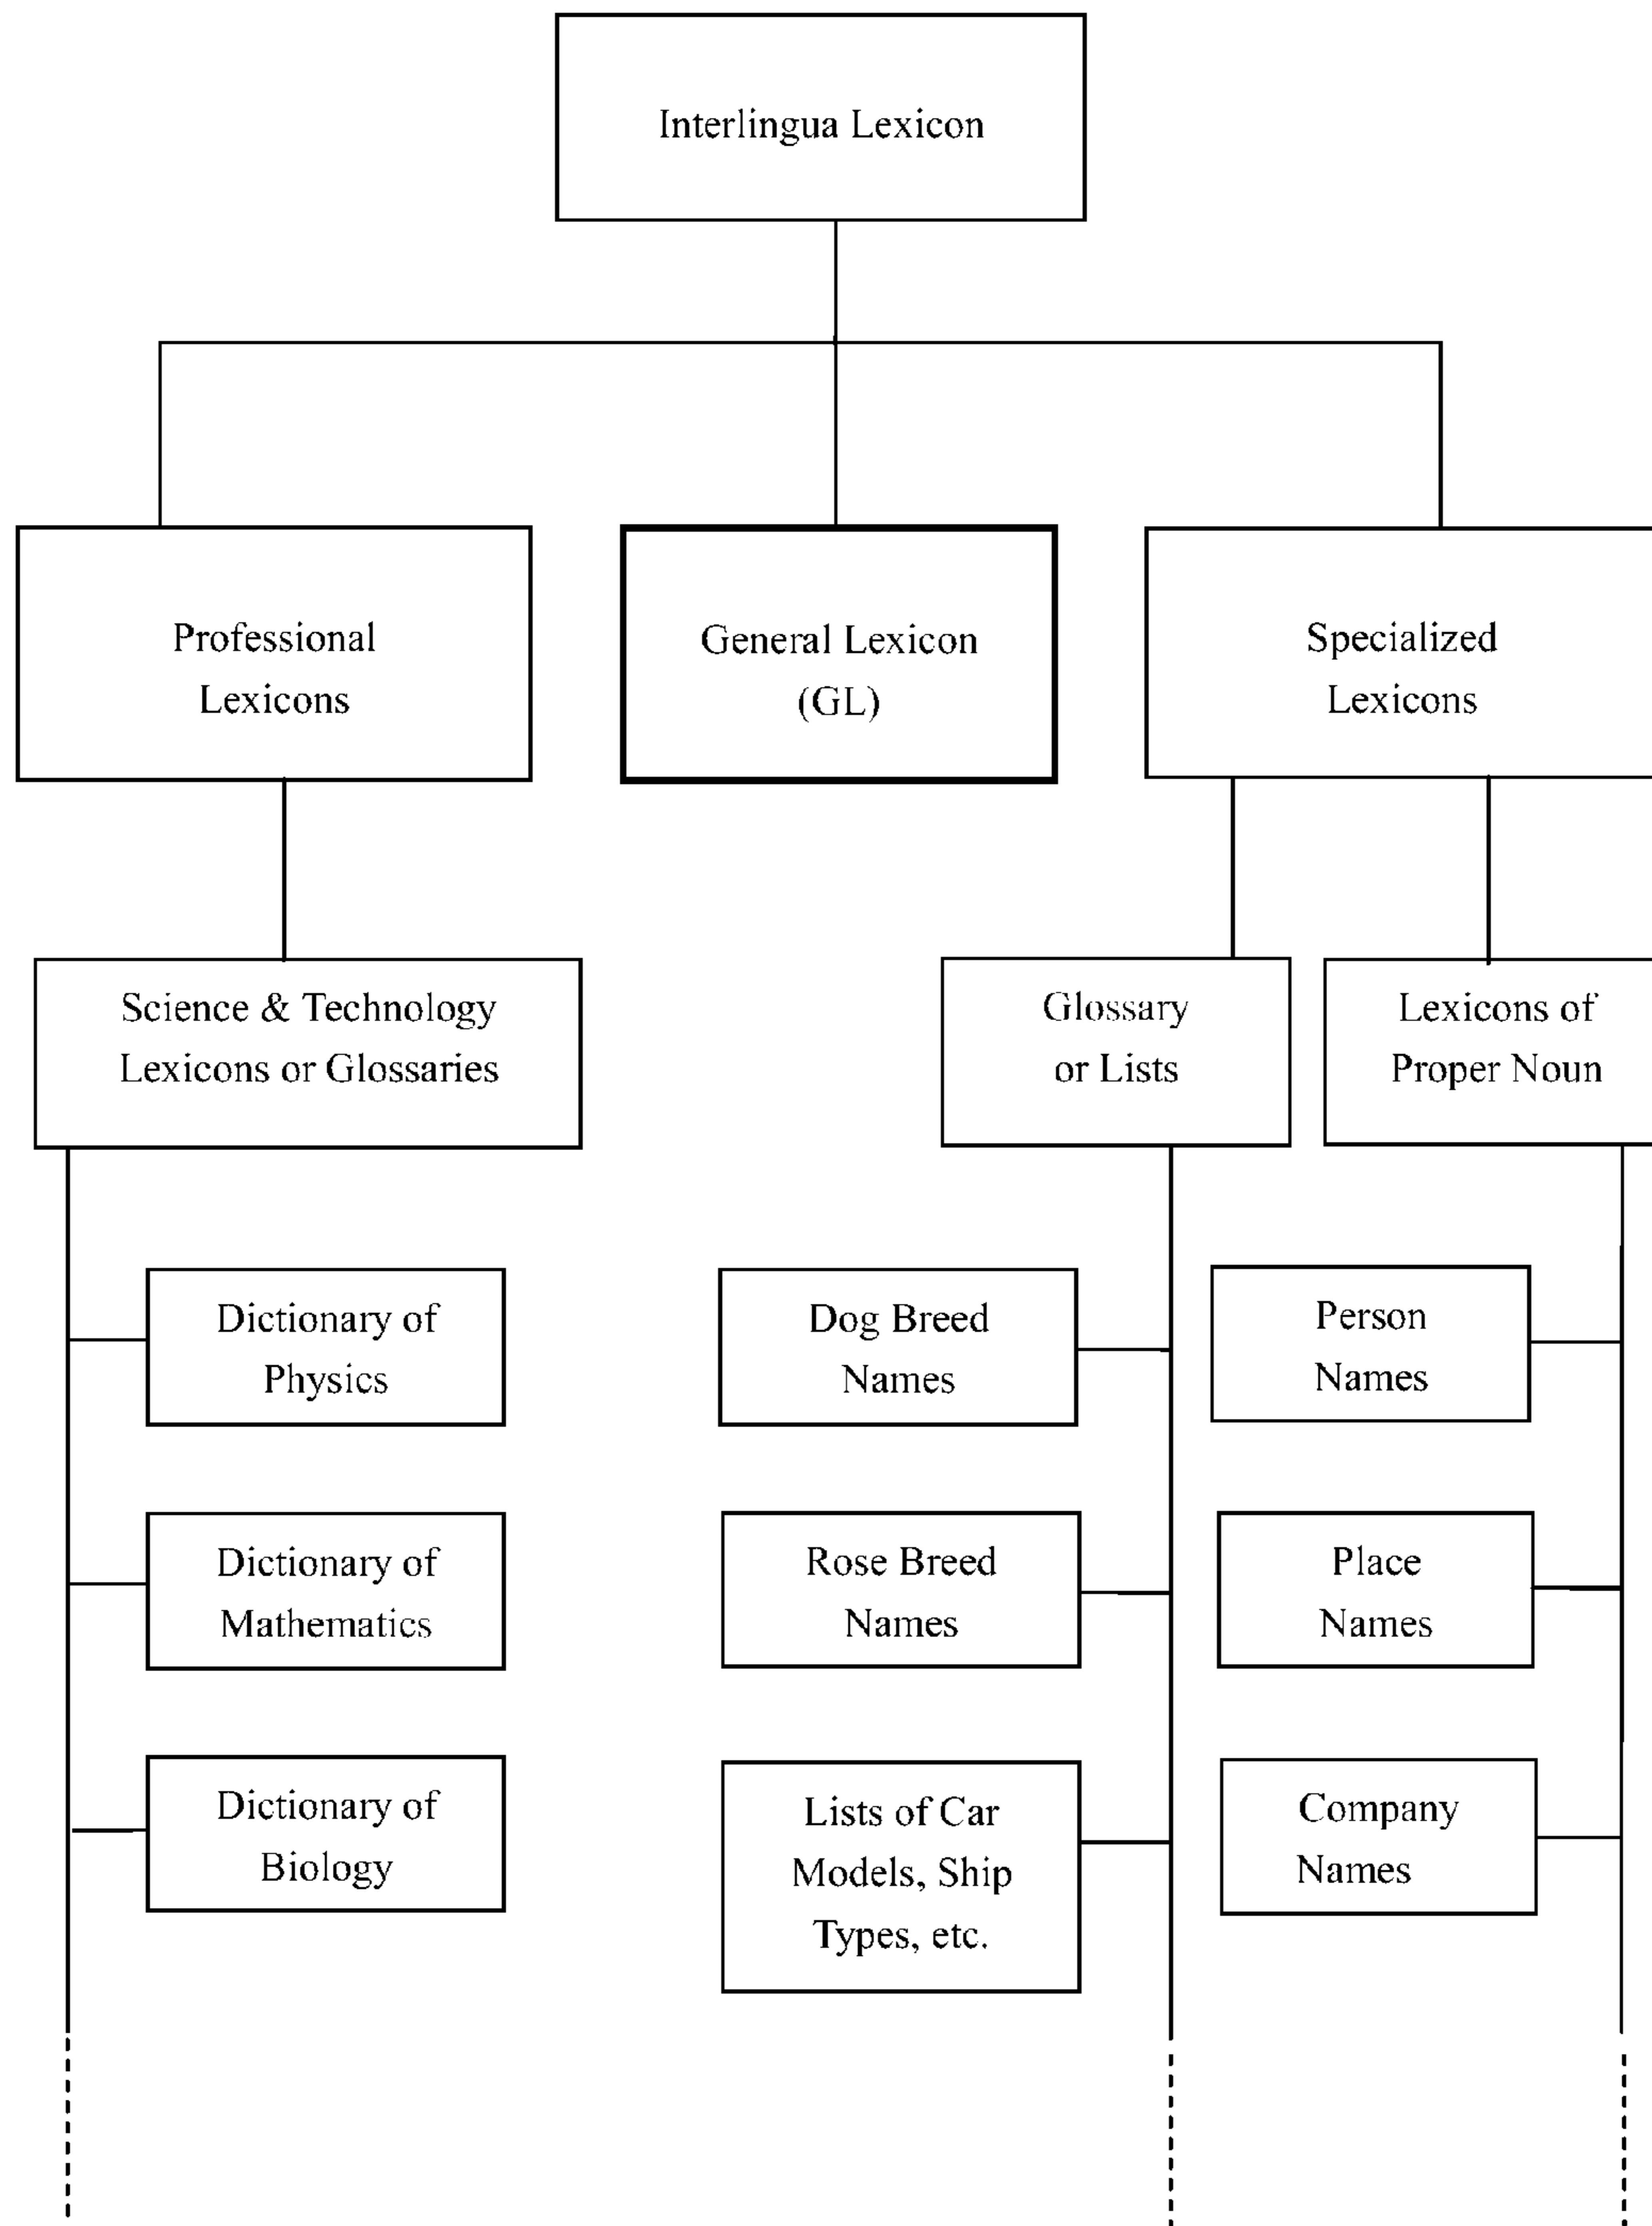 Interlingua Lexicon
Professional
Lexicons
General Lexicon
(GL)
Specialized
Lexicons
Science & Technology
Lexicons or Glossaries
Glossary
or Lists
Lexicons of
Proper Noun
Dictionary of
Physics
Dog Breed
Names
Person
Names
Dictionary of
Mathematics
Rose Breed
Names
Place
Names
Dictionary of
Biology
Lists of Car
Models, Ship
Types, etc.
Company
Names